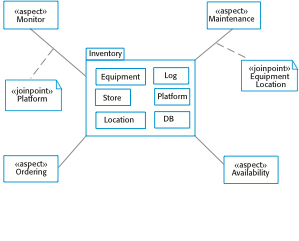 «aspect»
Monitor
«aspect»
Maintenance
Inventory
«joinpoint»
Platform
Equipment
Log
Store
Platform
Location
DB
«joinpoint»
Equipment
Location
«aspect»
Ordering
«aspect»
Availability